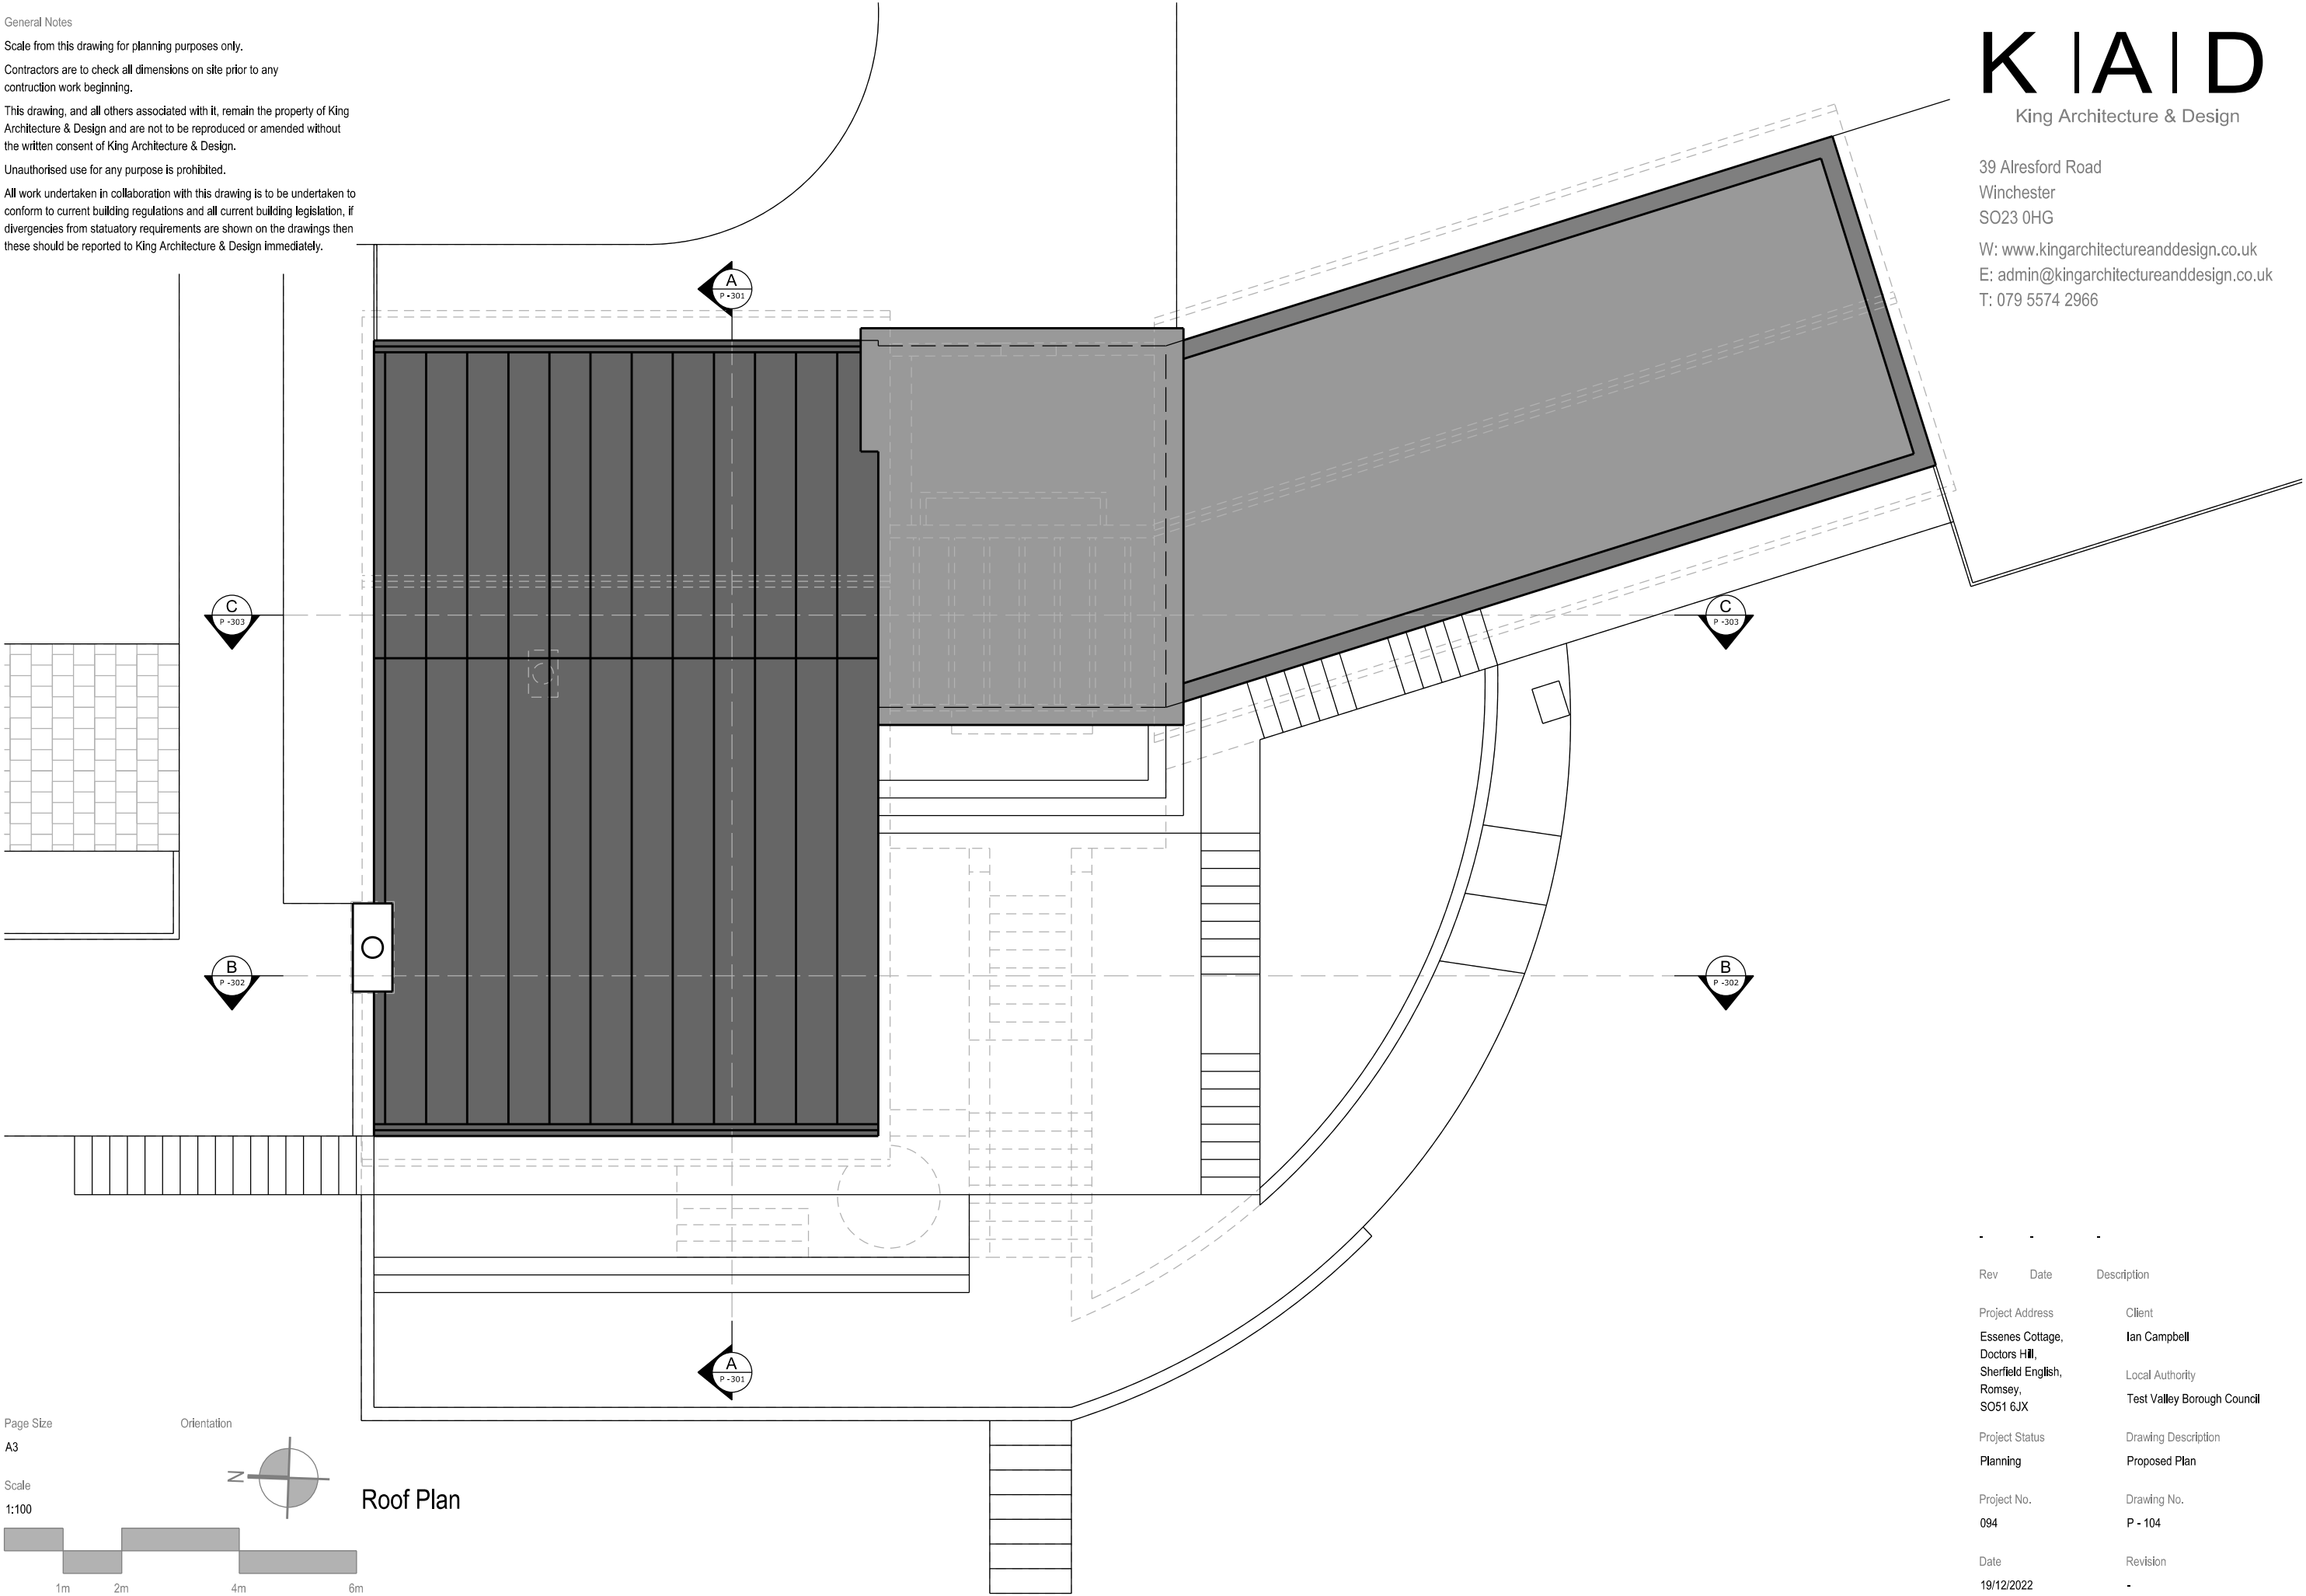 General Notes
Scale from this drawing for planning purposes only.
Contractors are to check all dimensions on site prior to any
contruction work beginning.
This drawing, and all others associated with it, remain the property of King
Architecture & Design and are not to be reproduced or amended without
the written consent of King Architecture & Design.
Unauthorised use for any purpose is prohibited.
All work undertaken in collaboration with this drawing is to be undertaken to
conform to current building regulations and all current building legislation, if
divergencies from statuatory requirements are shown on the drawings then
these should be reported to King Architecture & Design immediately.
K|A|D
King Architecture & Design
39 Alresford Road
Winchester
SO23 0HG
W: www.kingarchitectureanddesign.co.uk
E: admin@kingarchitectureanddesign.co.uk
T: 079 5574 2966
A
P -301
C
P -303
C
P -303
B
P -302
B
P -302
A
P -301
Page Size
A3
Orientation
N
Scale
1:100
1m 2m 4m 6m
Roof Plan
- - -
Rev Date Description
Project Address
Essenes Cottage,
Doctors Hill,
Sherfield English,
Romsey,
SO51 6JX
Client
Ian Campbell
Local Authority
Test Valley Borough Council
Project Status
Planning
Drawing Description
Proposed Plan
Project No.
094
Drawing No.
P - 104
Date
19/12/2022
Revision
-